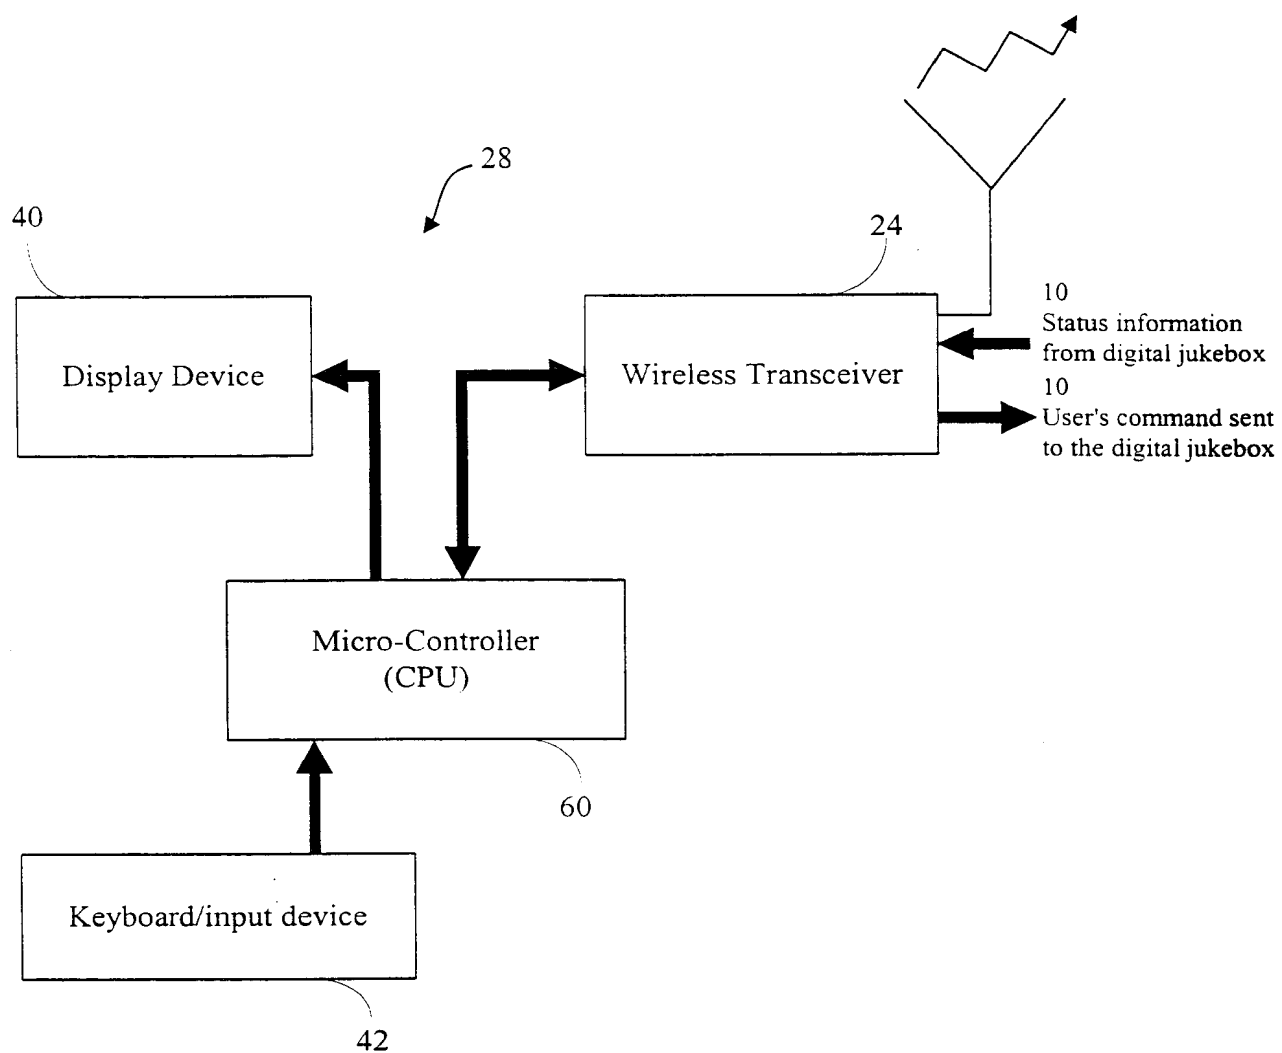 28
40
24
10
Status information
from digital jukebox
10
User's command sent
to the digital jukebox
Display Device
Wireless Transceiver
Micro-Controller
(CPU)
60
Keyboard/input device
42